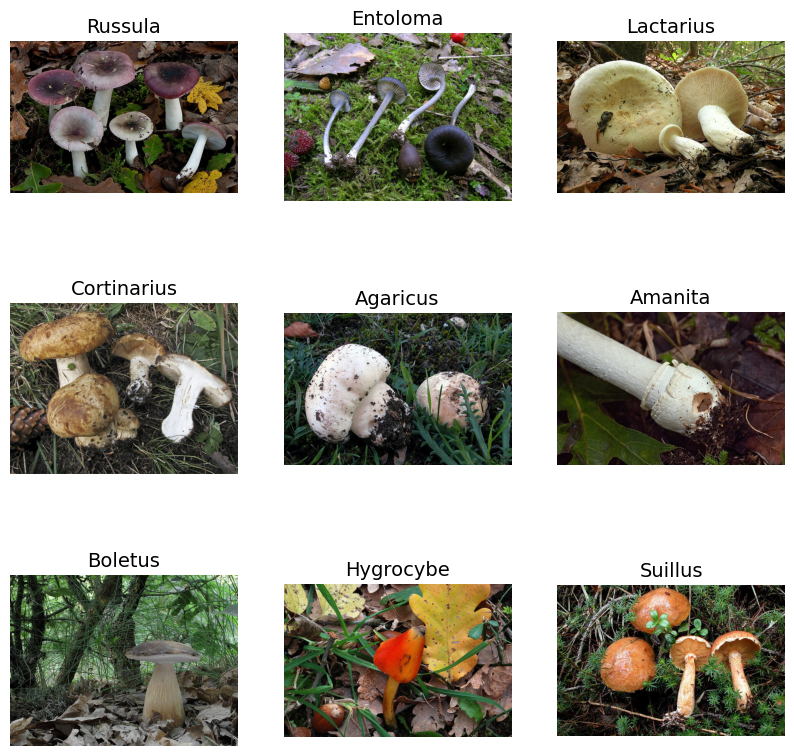 Russula
Entoloma
Lactarius
Cortinarius
Agaricus
Amanita
Boletus
Hygrocybe
Suillus